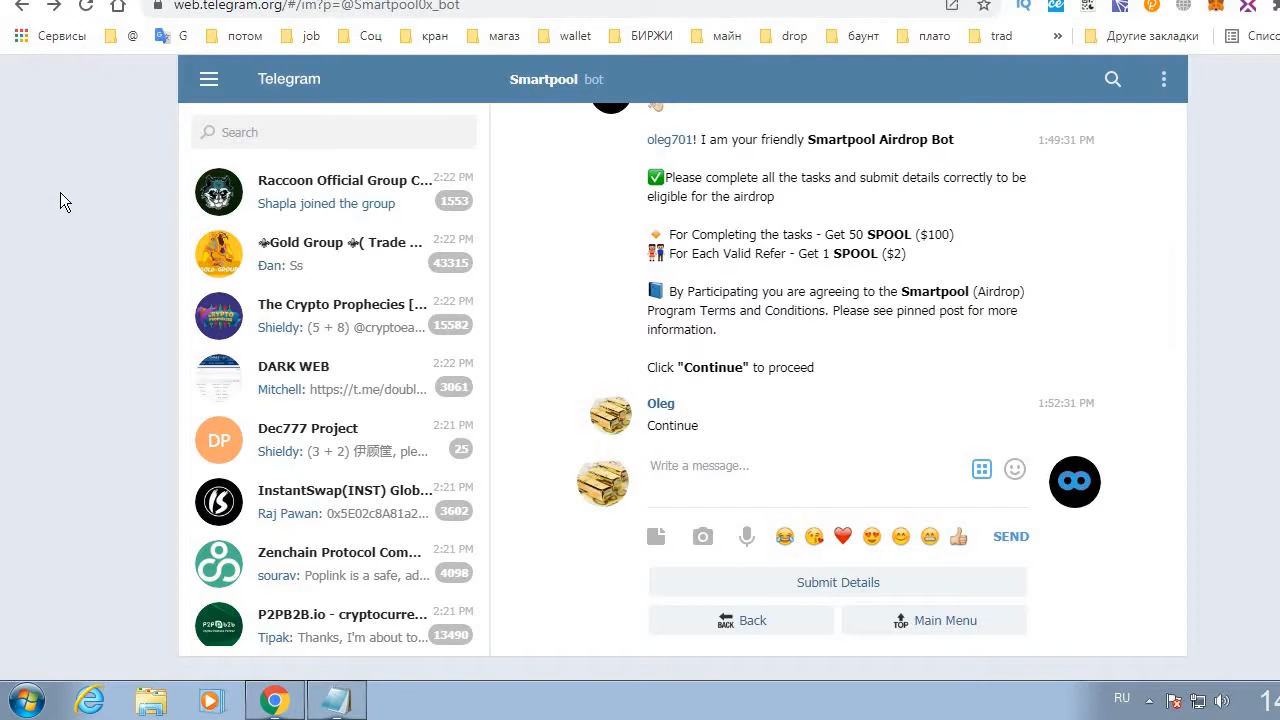 web.telegram.org/#/im?p=@Smartpool0x_bot
Сервисы @ G потом job Соц кран магаз wallet БИРЖИ майн drop баунт плато trad » Другие закладки Списо
Telegram
Smartpool bot
Search
Raccoon Official Group C... 2:22 PM
Shapla joined the group 1553
Gold Group ( Trade ... 2:22 PM
Đan: Ss 43315
The Crypto Prophecies [... 2:22 PM
Shieldy: (5 + 8) @cryptoea... 15582
DARK WEB 2:22 PM
Mitchell: https://t.me/doubl... 3061
DP
Dec777 Project 2:21 PM
Shieldy: (3 + 2) 伊顾筐, ple... 25
InstantSwap(INST) Glob... 2:21 PM
Raj Pawan: 0x5E02c8A81a2... 3602
Zenchain Protocol Com... 2:21 PM
sourav: Poplink is a safe, ad... 4098
P2PB2B.io - cryptocurre... 2:21 PM
Tipak: Thanks, I'm about to... 13490
oleg701! I am your friendly Smartpool Airdrop Bot 1:49:31 PM
✅Please complete all the tasks and submit details correctly to be
eligible for the airdrop
🔸 For Completing the tasks - Get 50 SPOOL ($100)
👫 For Each Valid Refer - Get 1 SPOOL ($2)
📘 By Participating you are agreeing to the Smartpool (Airdrop)
Program Terms and Conditions. Please see pinned post for more
information.
Click "Continue" to proceed
Oleg 1:52:31 PM
Continue
Write a message...
SEND
Submit Details
BACK Back
TOP Main Menu
RU
14